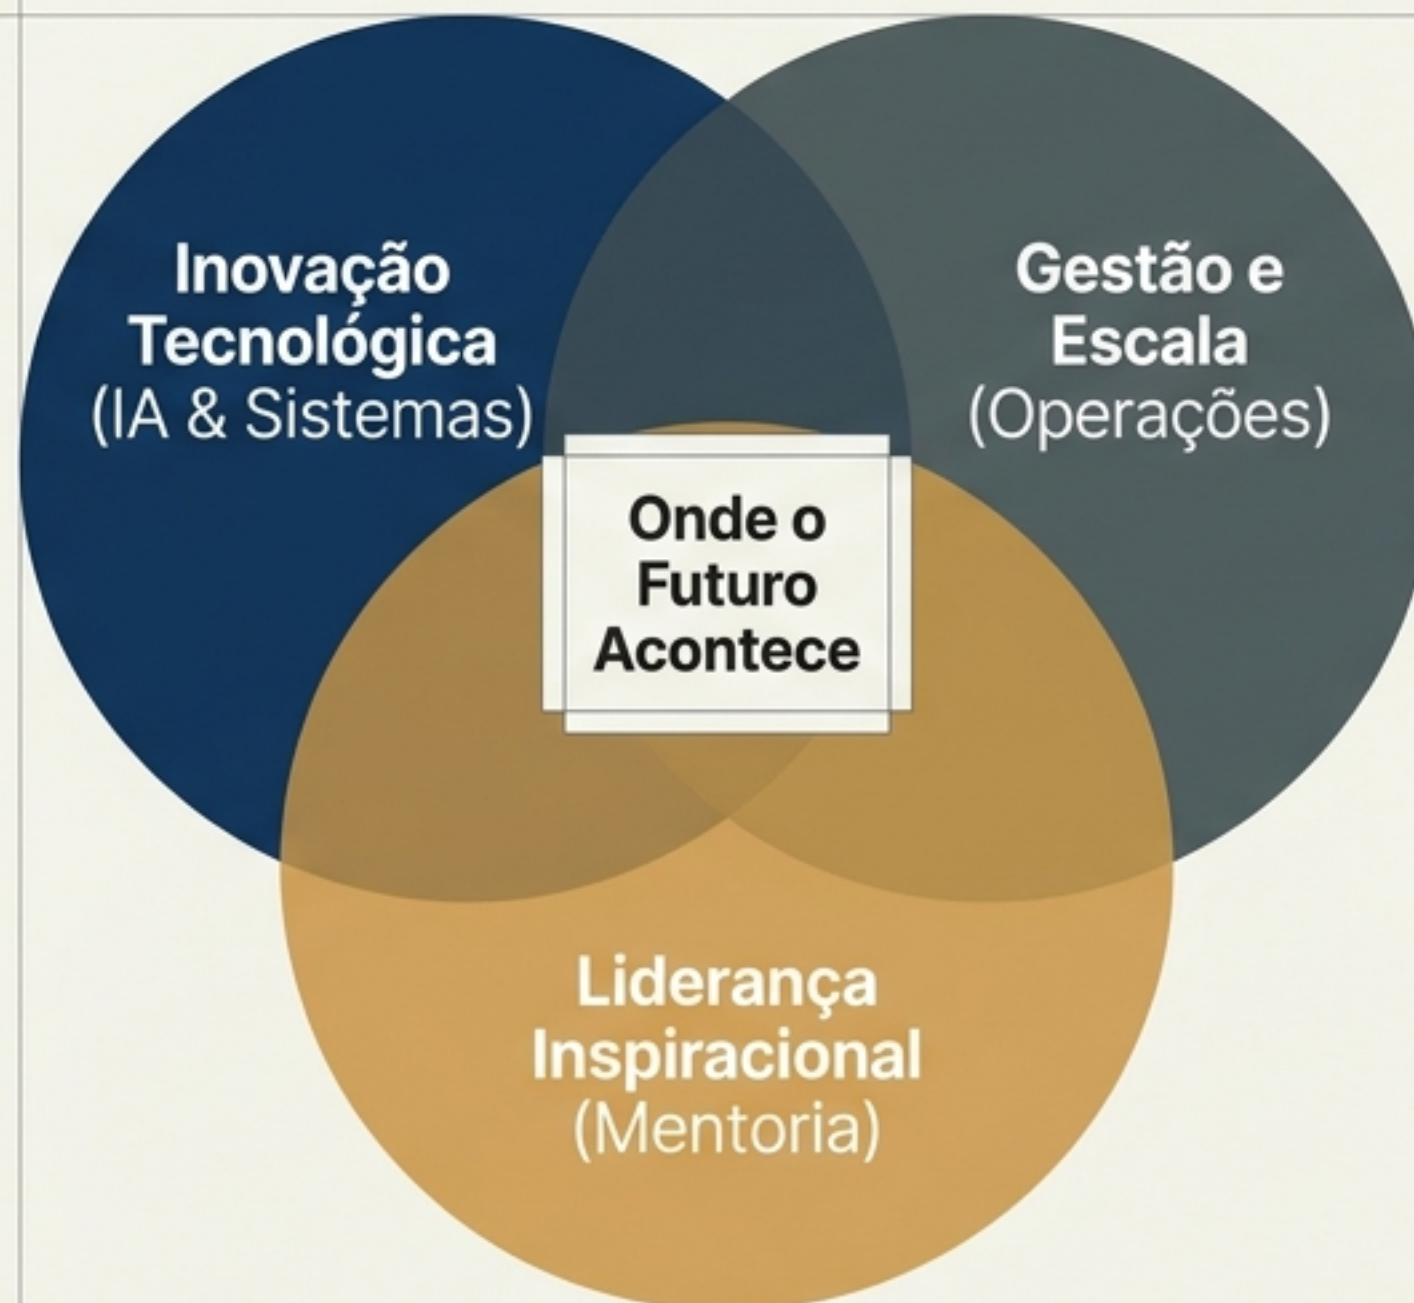 Inovação
Tecnológica
(IA & Sistemas)
Gestão e
Escala
(Operações)
Onde o
Futuro
Acontece
Liderança
Inspiracional
(Mentoria)